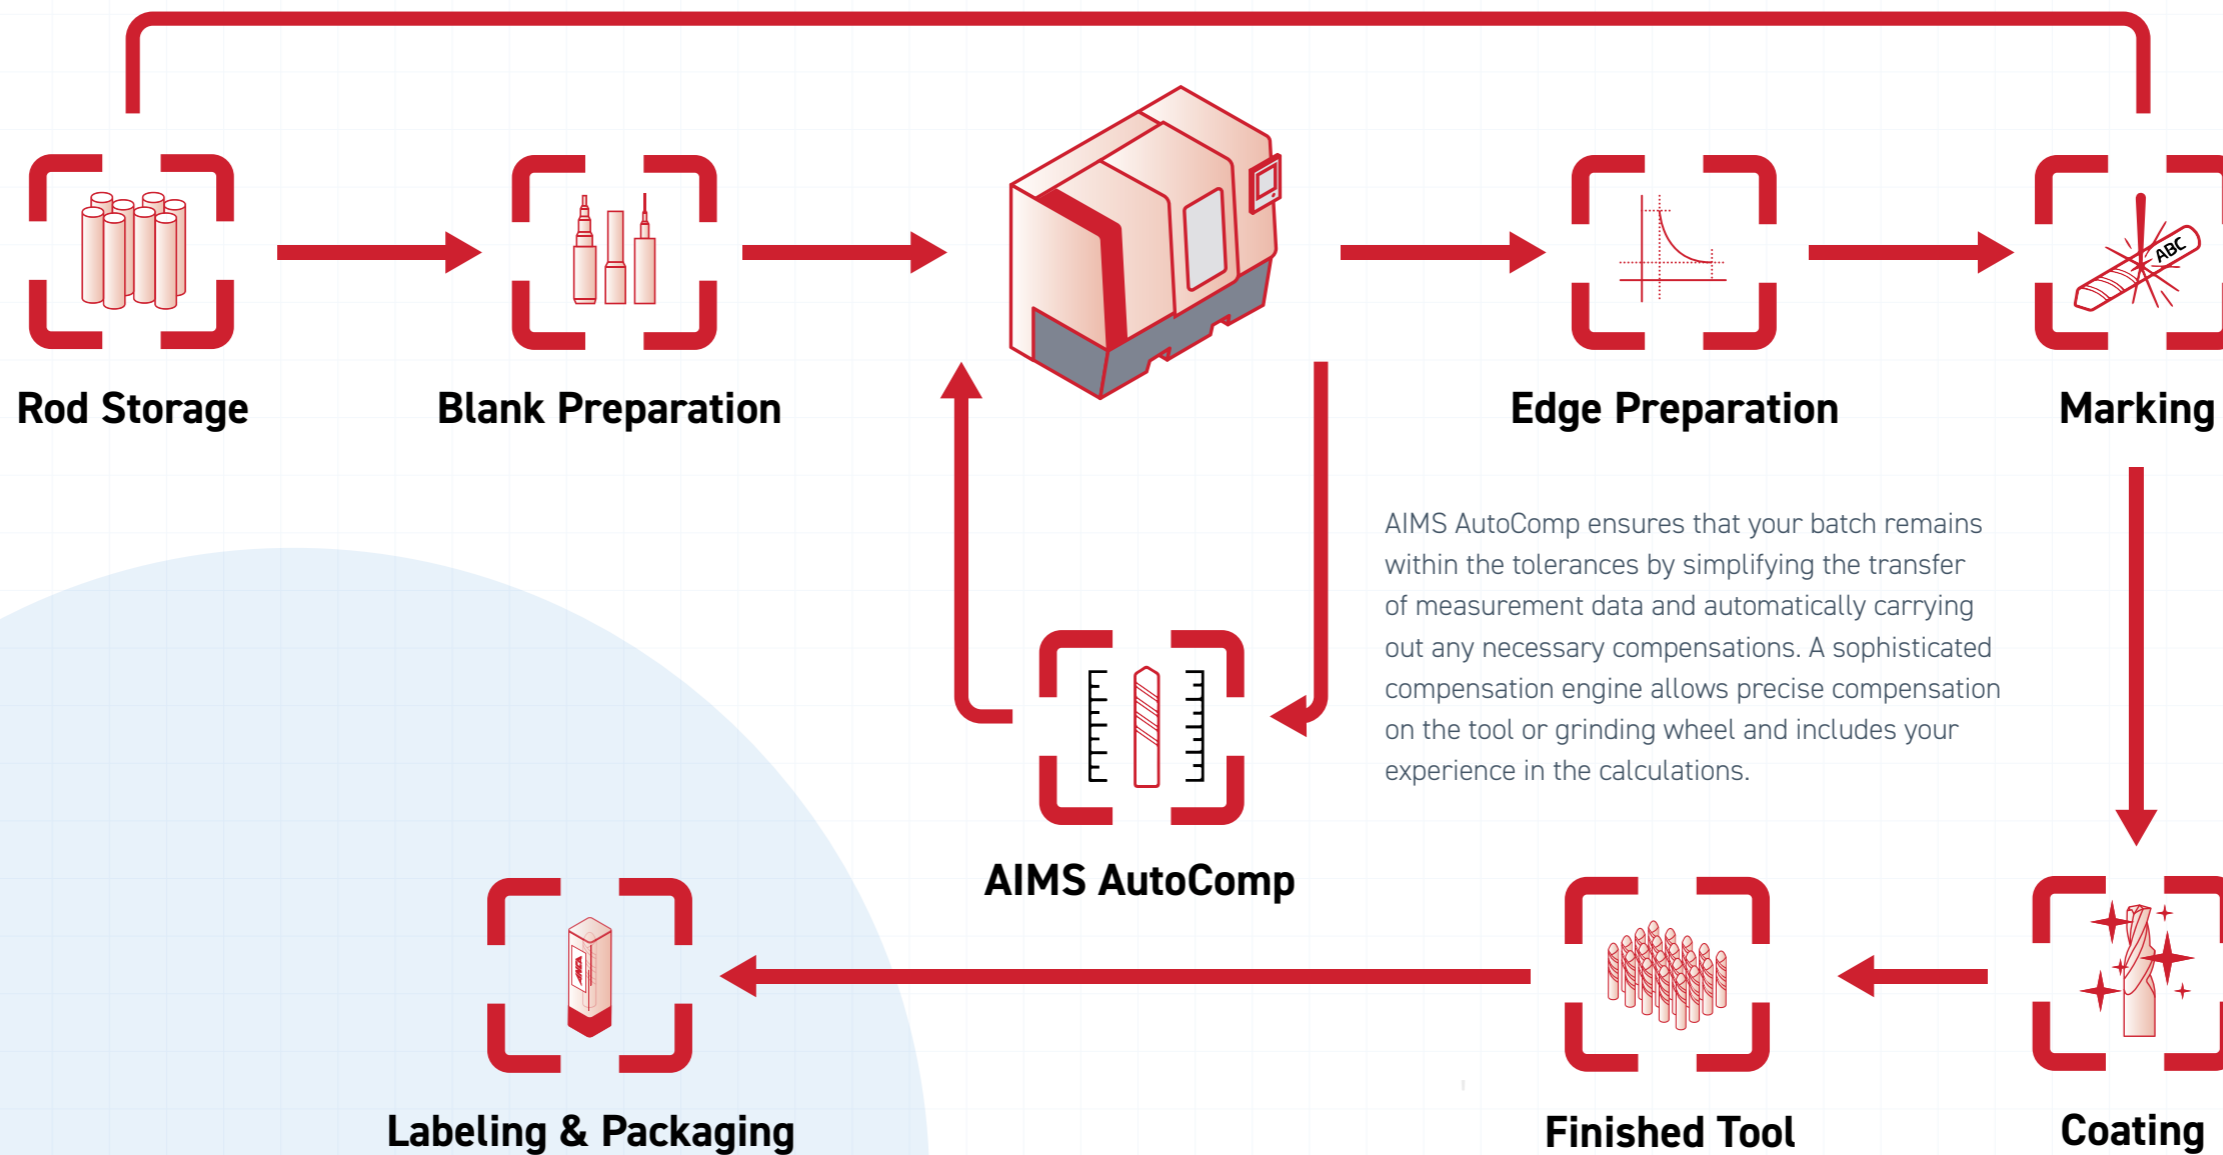 ABC
Rod Storage
Blank Preparation
Edge Preparation
Marking
AIMS AutoComp ensures that your batch remains
within the tolerances by simplifying the transfer
of measurement data and automatically carrying
out any necessary compensations. A sophisticated
compensation engine allows precise compensation
on the tool or grinding wheel and includes your
experience in the calculations.
AIMS AutoComp
ANCA
Labeling & Packaging
Finished Tool
Coating